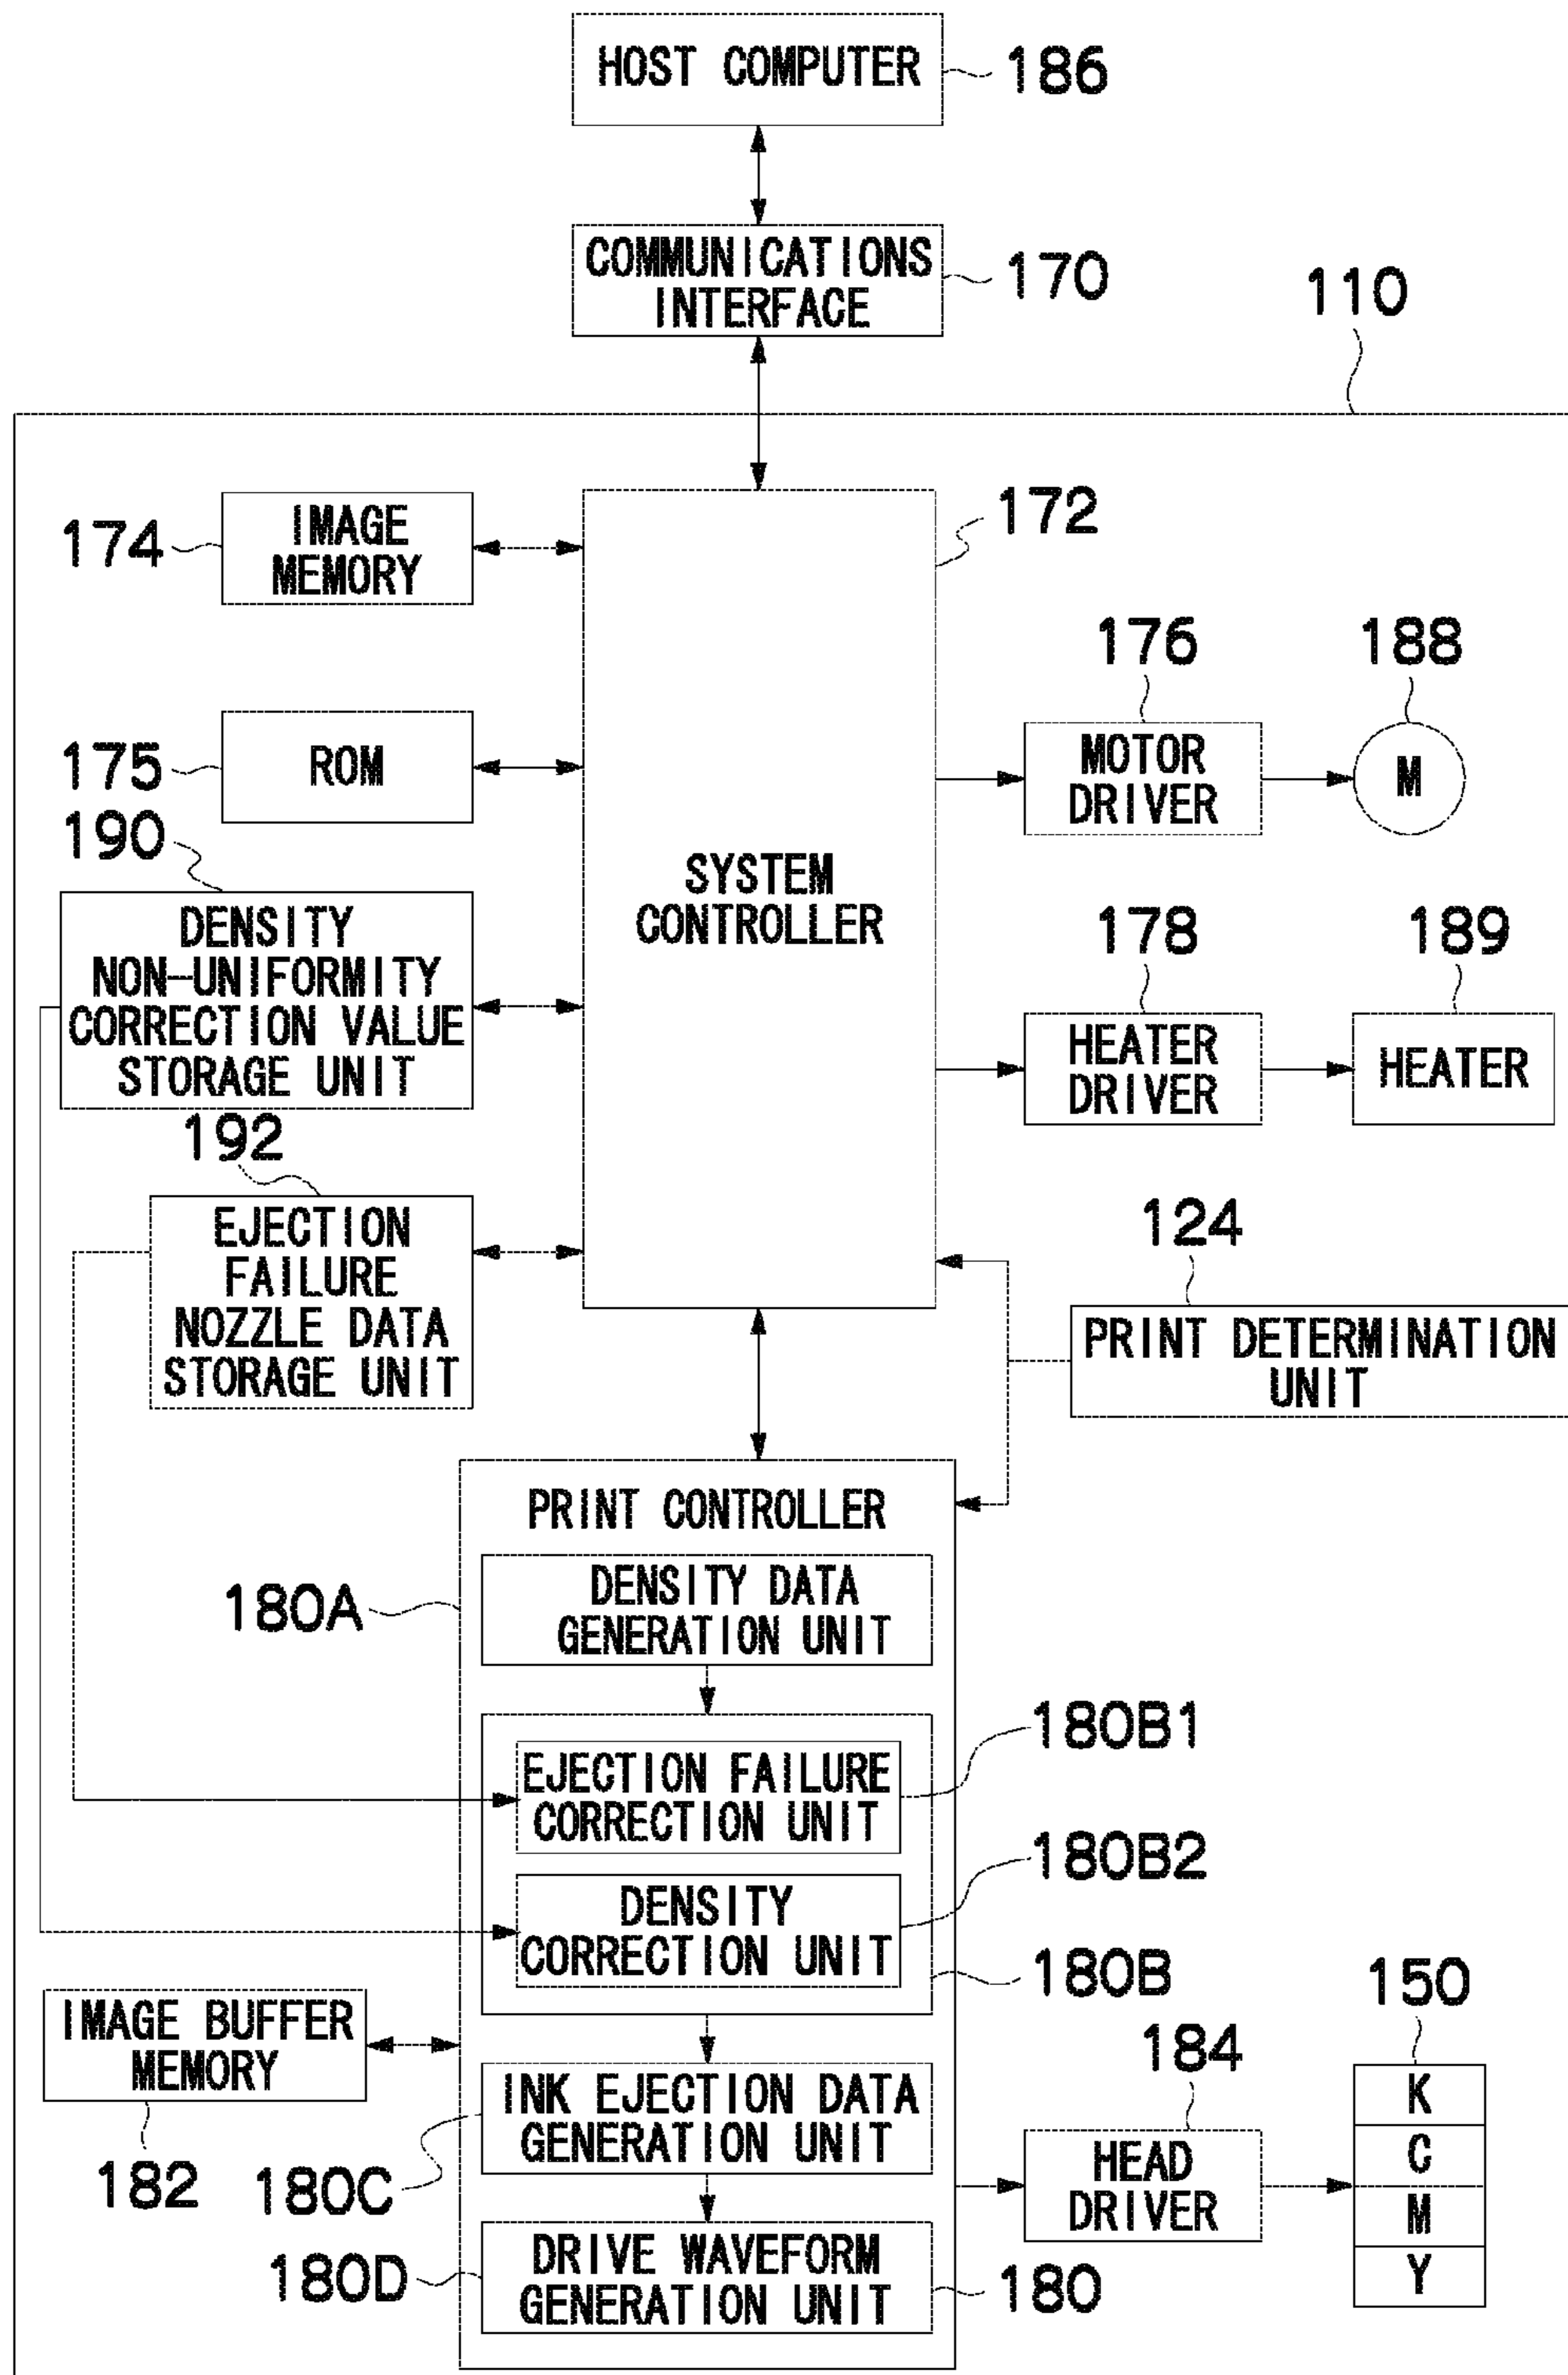 HOST COMPUTER
186
COMMUNICATIONS
INTERFACE
170
110
174
IMAGE
MEMORY
172
175
ROM
176
188
MOTOR
DRIVER
M
190
DENSITY
NON-UNIFORMITY
CORRECTION VALUE
STORAGE UNIT
SYSTEM
CONTROLLER
178
189
HEATER
DRIVER
HEATER
192
EJECTION
FAILURE
NOZZLE DATA
STORAGE UNIT
124
PRINT DETERMINATION
UNIT
PRINT CONTROLLER
180A
DENSITY DATA
GENERATION UNIT
180B1
EJECTION FAILURE
CORRECTION UNIT
180B2
DENSITY
CORRECTION UNIT
180B
IMAGE BUFFER
MEMORY
182
INK EJECTION DATA
GENERATION UNIT
180C
184
HEAD
DRIVER
150
K
C
M
Y
180D
DRIVE WAVEFORM
GENERATION UNIT
180